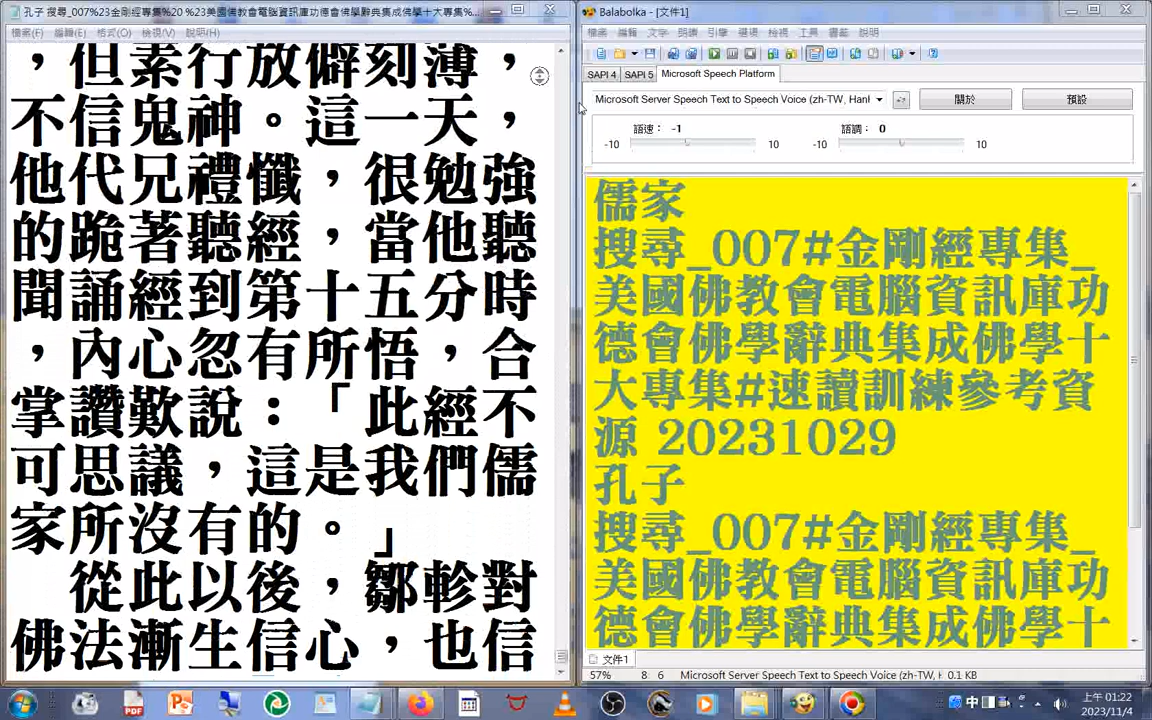 孔子 搜尋_007%23金剛經專集%20 %23美國佛教會電腦資訊庫功德會佛學辭典集成佛學十大專集%...
檔案(F) 編輯(E) 格式(O) 檢視(V) 說明(H)
，但素行放僻刻薄，
不信鬼神。這一天，
他代兄禮懺，很勉強
的跪著聽經，當他聽
聞誦經到第十五分時
，內心忽有所悟，合
掌讚歎說：「此經不
可思議，這是我們儒
家所沒有的。」
從此以後，鄒軫對
佛法漸生信心，也信
Balabolka - [文件1]
檔案 編輯 文字 朗讀 引擎 選項 檢視 工具 書籤 說明
SAPI 4 SAPI 5 Microsoft Speech Platform
Microsoft Server Speech Text to Speech Voice (zh-TW, Hanl
關於 預設
語速： -1 語調： 0
-10 10 -10 10
儒家
搜尋_007#金剛經專集_
美國佛教會電腦資訊庫功
德會佛學辭典集成佛學十
大專集#速讀訓練參考資
源 20231029
孔子
搜尋_007#金剛經專集_
美國佛教會電腦資訊庫功
德會佛學辭典集成佛學十
文件1
57% 8: 6 Microsoft Server Speech Text to Speech Voice (zh-TW, H 0.1 KB
中
上午 01:22
2023/11/4